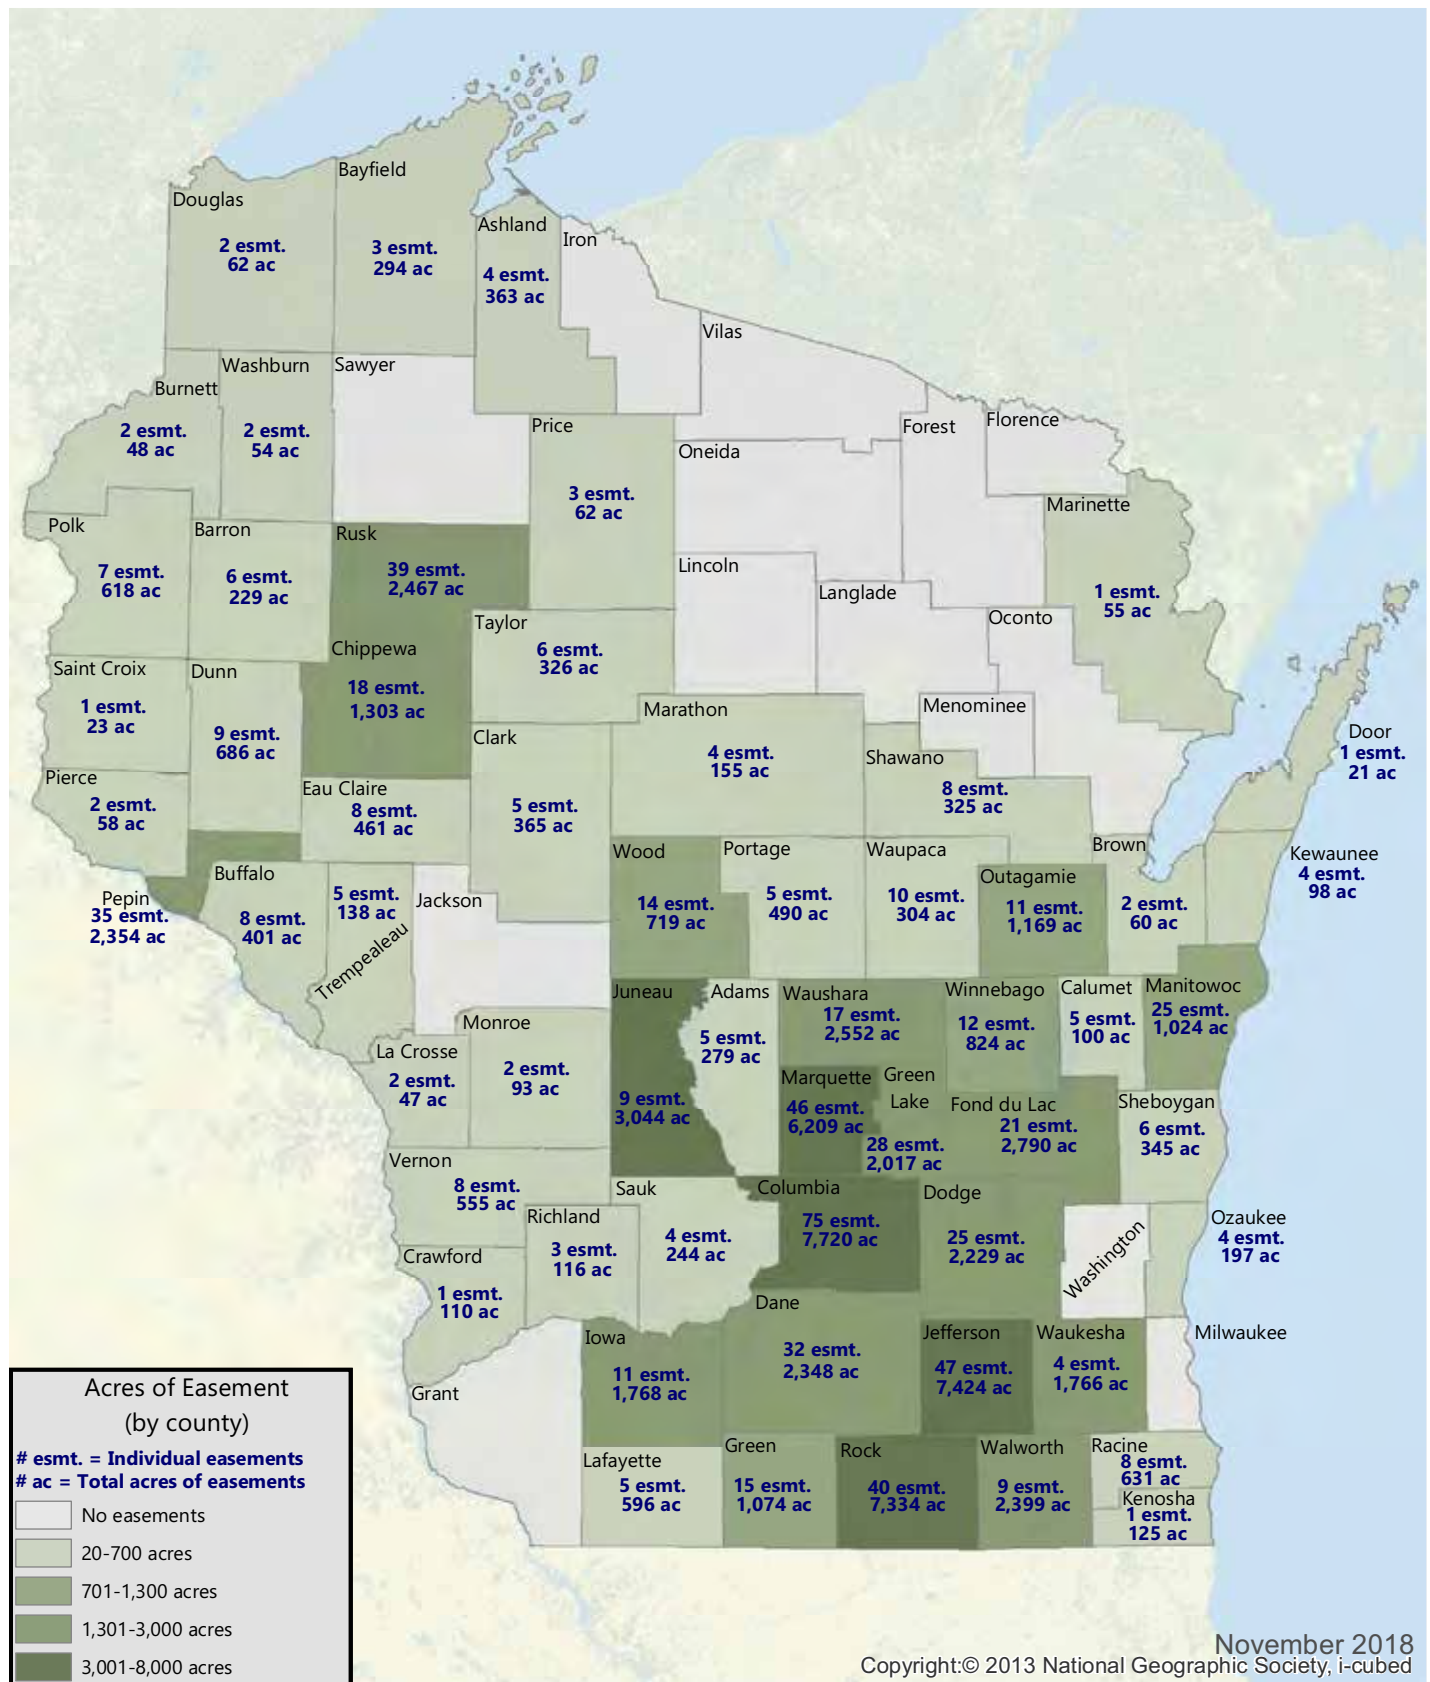 Bayfield
3 esmt.
294 ac
Douglas
2 esmt.
62 ac
Ashland
4 esmt.
363 ac
Iron
Vilas
Washburn
2 esmt.
54 ac
Sawyer
Burnett
2 esmt.
48 ac
Price
3 esmt.
62 ac
Oneida
Forest
Florence
Marinette
1 esmt.
55 ac
Polk
7 esmt.
618 ac
Barron
6 esmt.
229 ac
Rusk
39 esmt.
2,467 ac
Lincoln
Langlade
Oconto
Taylor
6 esmt.
326 ac
Chippewa
18 esmt.
1,303 ac
Saint Croix
1 esmt.
23 ac
Dunn
9 esmt.
686 ac
Marathon
4 esmt.
155 ac
Menominee
Clark
5 esmt.
365 ac
Shawano
8 esmt.
325 ac
Door
1 esmt.
21 ac
Pierce
2 esmt.
58 ac
Eau Claire
8 esmt.
461 ac
Wood
14 esmt.
719 ac
Portage
5 esmt.
490 ac
Waupaca
10 esmt.
304 ac
Outagamie
11 esmt.
1,169 ac
Brown
2 esmt.
60 ac
Kewaunee
4 esmt.
98 ac
Pepin
35 esmt.
2,354 ac
Buffalo
8 esmt.
401 ac
5 esmt.
138 ac
Trempealeau
Jackson
Juneau
9 esmt.
3,044 ac
Adams
5 esmt.
279 ac
Waushara
17 esmt.
2,552 ac
Winnebago
12 esmt.
824 ac
Calumet
5 esmt.
100 ac
Manitowoc
25 esmt.
1,024 ac
Monroe
2 esmt.
93 ac
La Crosse
2 esmt.
47 ac
Marquette
46 esmt.
6,209 ac
Green
Lake
28 esmt.
2,017 ac
Fond du Lac
21 esmt.
2,790 ac
Sheboygan
6 esmt.
345 ac
Vernon
8 esmt.
555 ac
Sauk
4 esmt.
244 ac
Columbia
75 esmt.
7,720 ac
Dodge
25 esmt.
2,229 ac
Washington
Ozaukee
4 esmt.
197 ac
Richland
3 esmt.
116 ac
Crawford
1 esmt.
110 ac
Dane
32 esmt.
2,348 ac
Iowa
11 esmt.
1,768 ac
Jefferson
47 esmt.
7,424 ac
Waukesha
4 esmt.
1,766 ac
Milwaukee
Grant
Lafayette
5 esmt.
596 ac
Green
15 esmt.
1,074 ac
Rock
40 esmt.
7,334 ac
Walworth
9 esmt.
2,399 ac
Racine
8 esmt.
631 ac
Kenosha
1 esmt.
125 ac
Acres of Easement
(by county)
# esmt. = Individual easements
# ac = Total acres of easements
No easements
20-700 acres
701-1,300 acres
1,301-3,000 acres
3,001-8,000 acres
November 2018
Copyright:© 2013 National Geographic Society, i-cubed